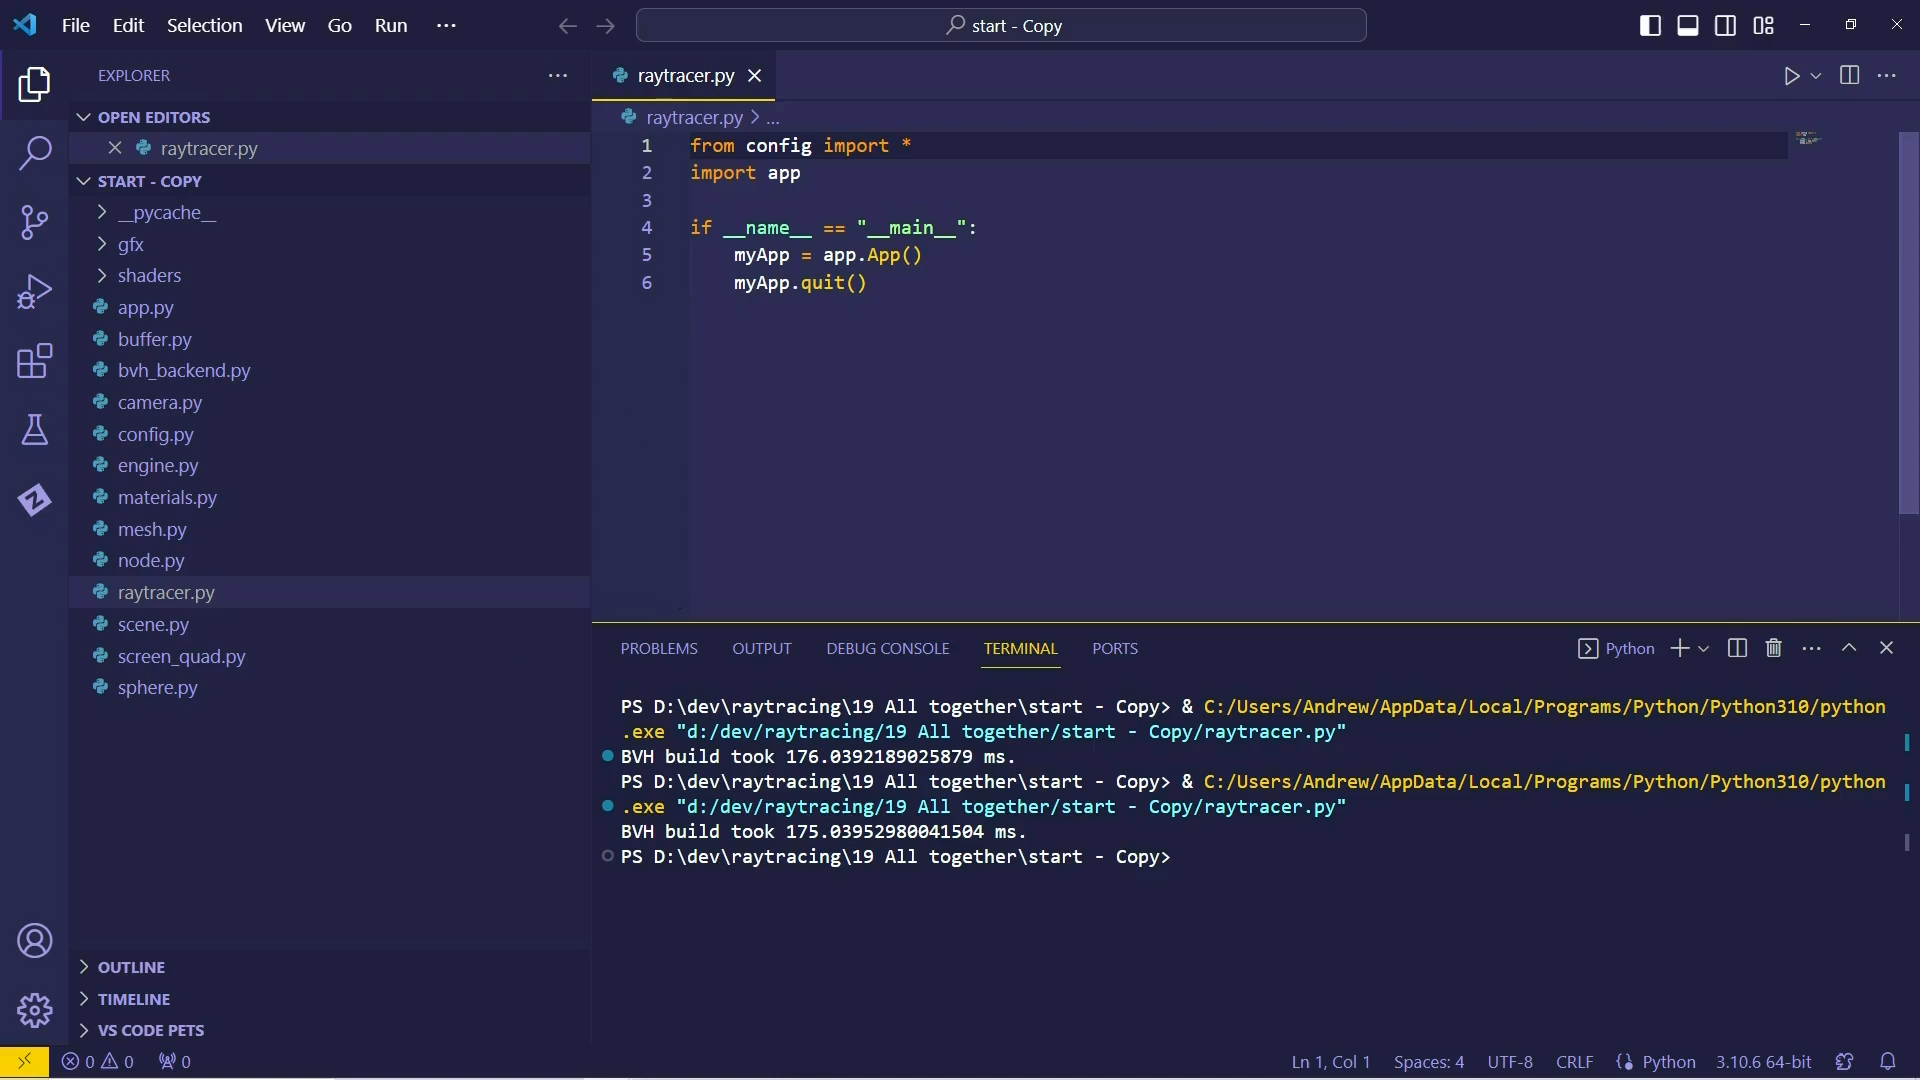 File Edit Selection View Go Run ···
start - Copy
EXPLORER
OPEN EDITORS
raytracer.py
START - COPY
__pycache__
gfx
shaders
app.py
buffer.py
bvh_backend.py
camera.py
config.py
engine.py
materials.py
mesh.py
node.py
raytracer.py
scene.py
screen_quad.py
sphere.py
OUTLINE
TIMELINE
VS CODE PETS
raytracer.py
raytracer.py > ...
1 from config import *
2 import app
3
4 if __name__ == "__main__":
5 myApp = app.App()
6 myApp.quit()
PROBLEMS OUTPUT DEBUG CONSOLE TERMINAL PORTS
Python
PS D:\dev\raytracing\19 All together\start - Copy> & C:/Users/Andrew/AppData/Local/Programs/Python/Python310/python
.exe "d:/dev/raytracing/19 All together/start - Copy/raytracer.py"
BVH build took 176.0392189025879 ms.
PS D:\dev\raytracing\19 All together\start - Copy> & C:/Users/Andrew/AppData/Local/Programs/Python/Python310/python
.exe "d:/dev/raytracing/19 All together/start - Copy/raytracer.py"
BVH build took 175.03952980041504 ms.
PS D:\dev\raytracing\19 All together\start - Copy>
0 0 0
Ln 1, Col 1 Spaces: 4 UTF-8 CRLF Python 3.10.6 64-bit